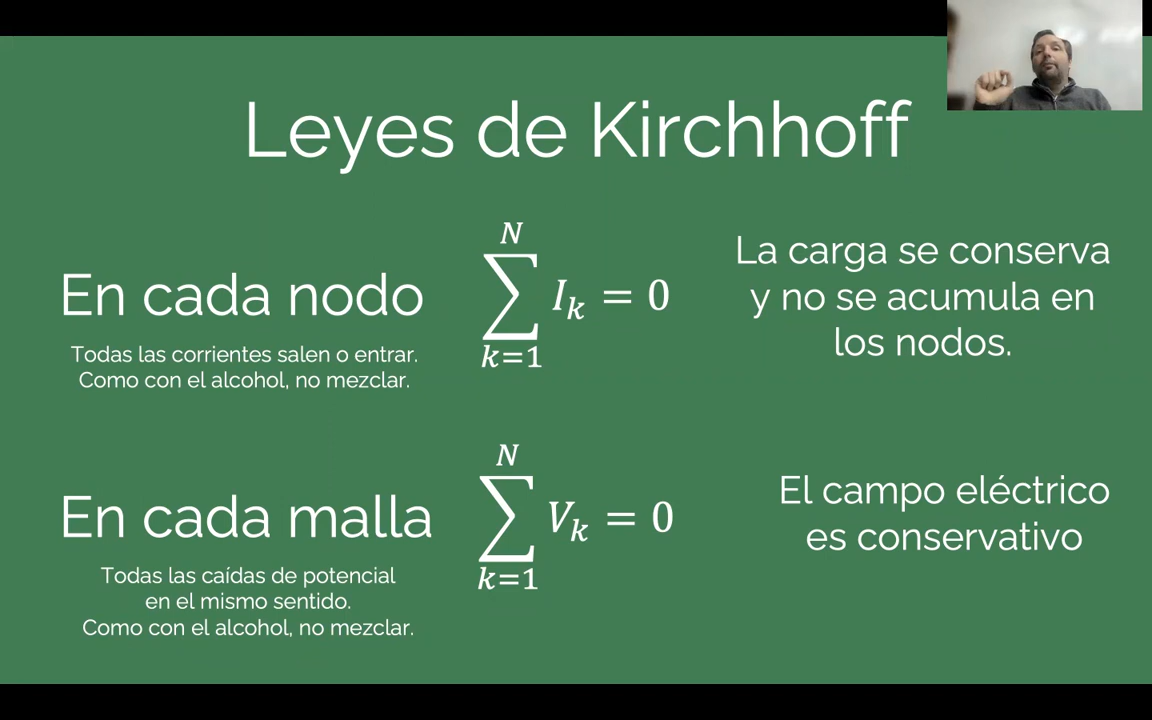 Leyes de Kirchhoff
En cada nodo
Todas las corrientes salen o entrar.
Como con el alcohol, no mezclar.
N
∑ I_k = 0
k=1
La carga se conserva
y no se acumula en
los nodos.
En cada malla
Todas las caídas de potencial
en el mismo sentido.
Como con el alcohol, no mezclar.
N
∑ V_k = 0
k=1
El campo eléctrico
es conservativo